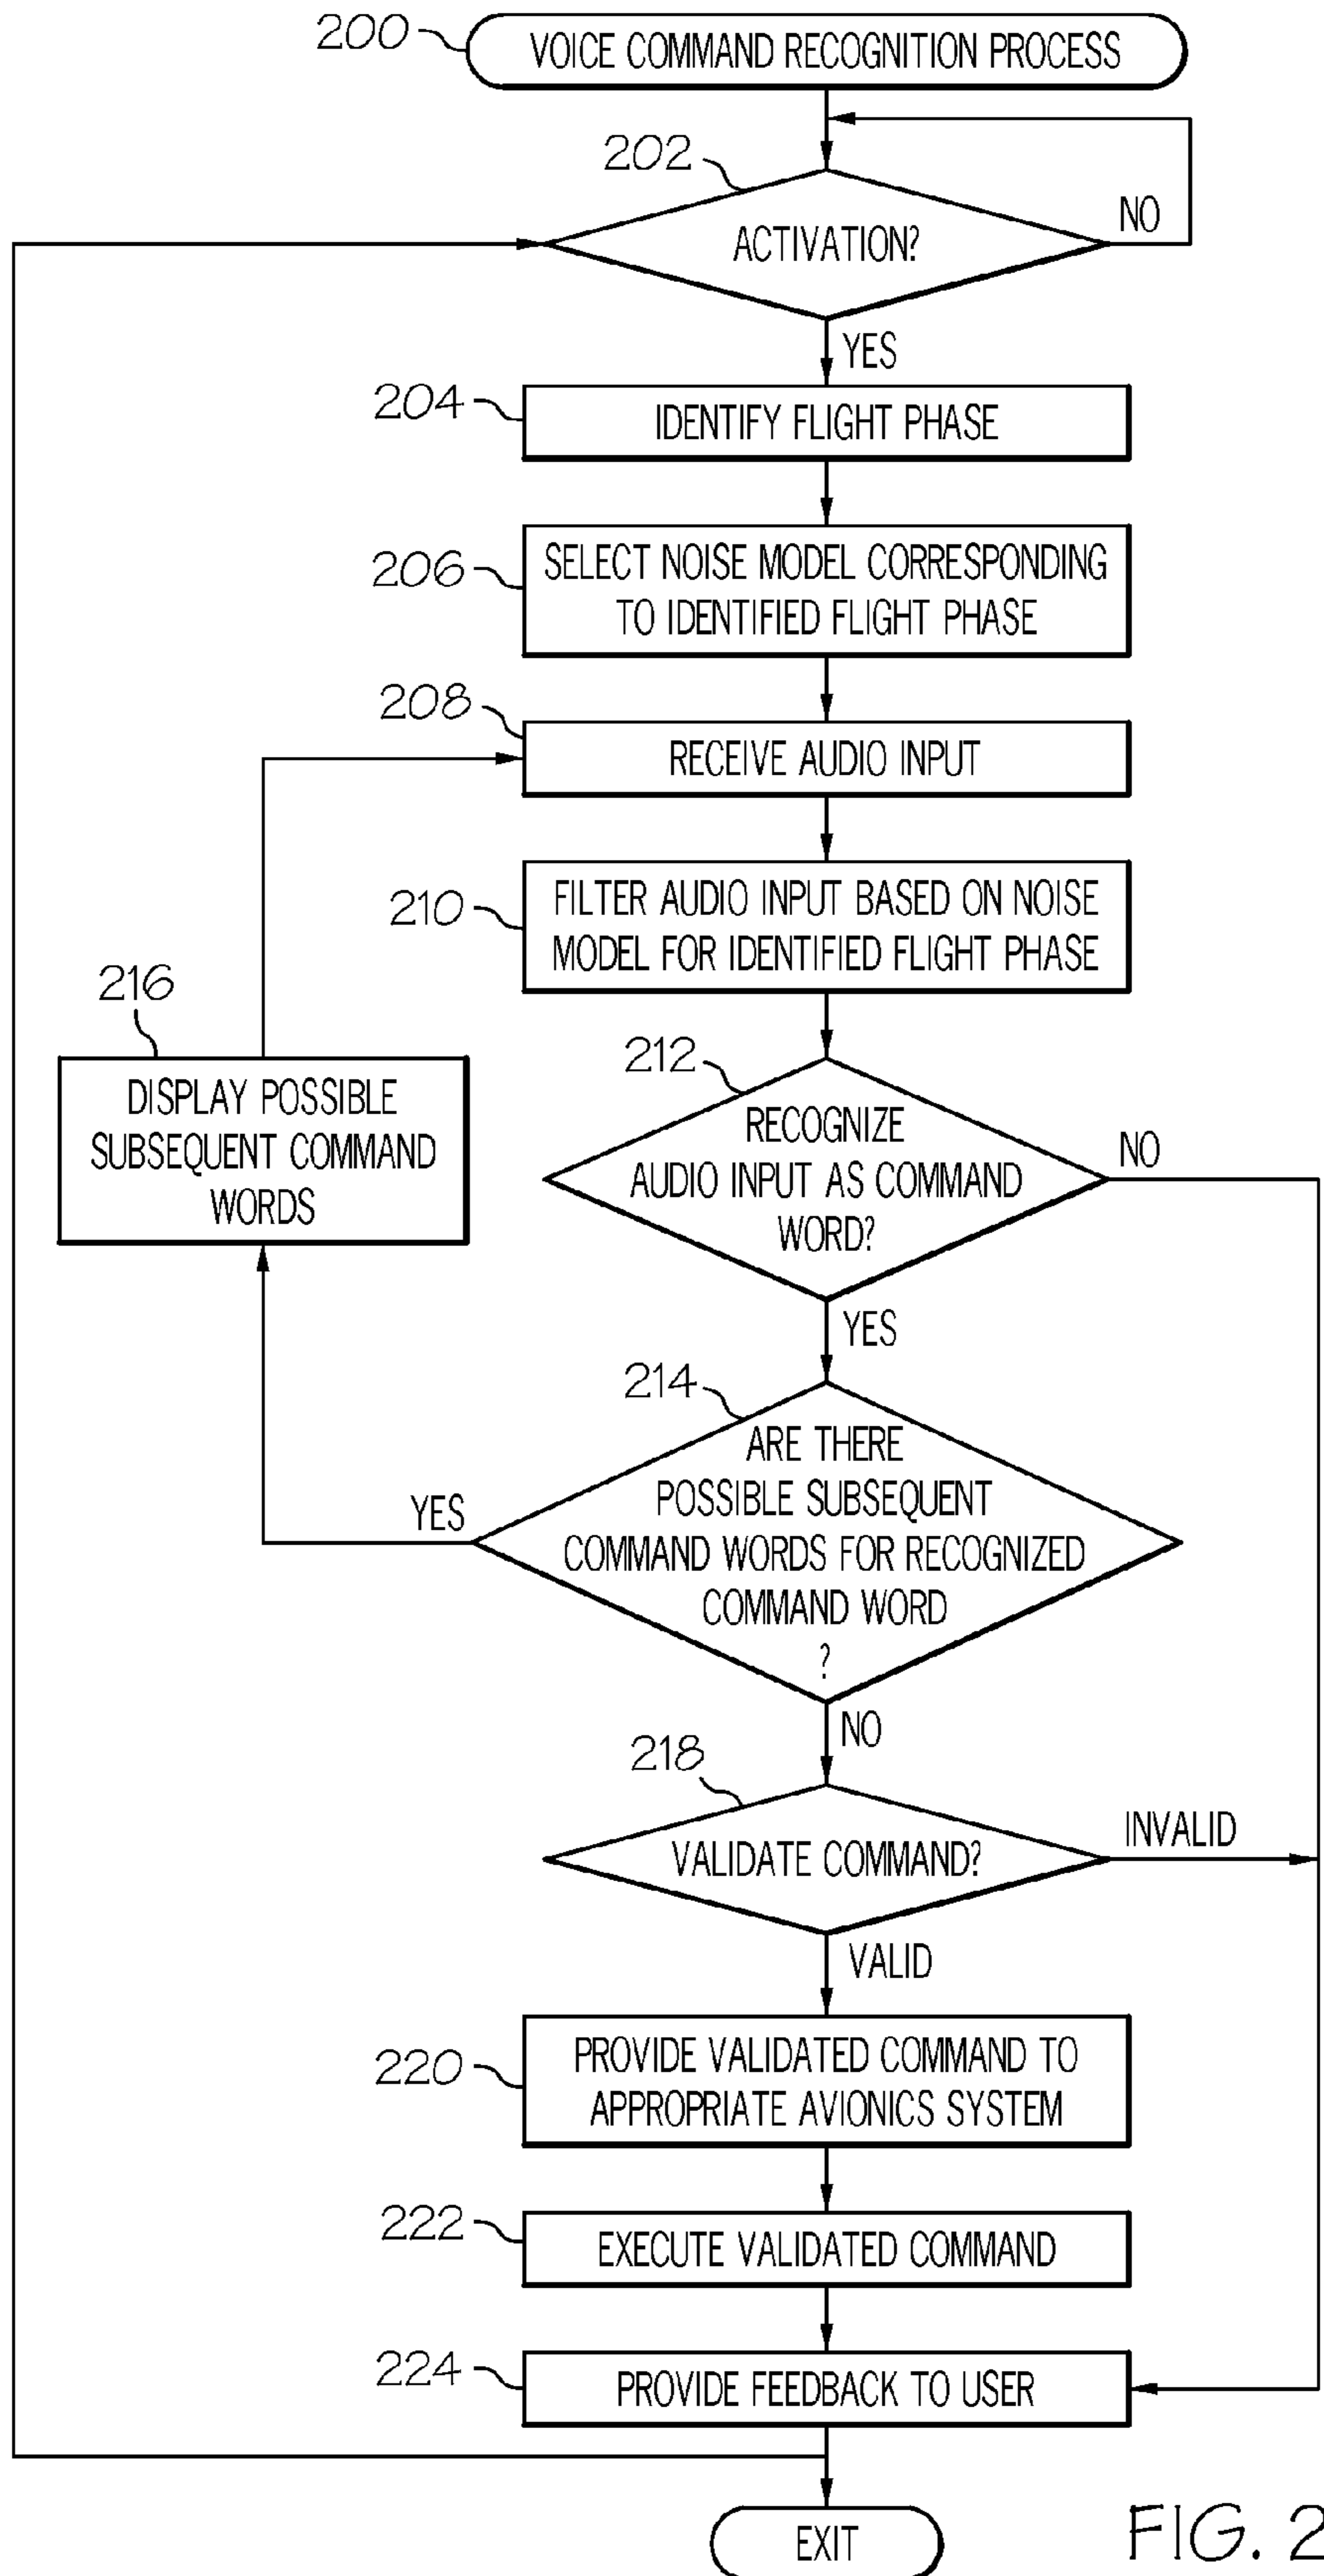 200
VOICE COMMAND RECOGNITION PROCESS
202
ACTIVATION?
NO
YES
204
IDENTIFY FLIGHT PHASE
206
SELECT NOISE MODEL CORRESPONDING
TO IDENTIFIED FLIGHT PHASE
208
RECEIVE AUDIO INPUT
210
FILTER AUDIO INPUT BASED ON NOISE
MODEL FOR IDENTIFIED FLIGHT PHASE
216
DISPLAY POSSIBLE
SUBSEQUENT COMMAND
WORDS
212
RECOGNIZE
AUDIO INPUT AS COMMAND
WORD?
NO
YES
214
ARE THERE
POSSIBLE SUBSEQUENT
COMMAND WORDS FOR RECOGNIZED
COMMAND WORD
?
YES
NO
218
VALIDATE COMMAND?
INVALID
VALID
220
PROVIDE VALIDATED COMMAND TO
APPROPRIATE AVIONICS SYSTEM
222
EXECUTE VALIDATED COMMAND
224
PROVIDE FEEDBACK TO USER
EXIT
FIG. 2